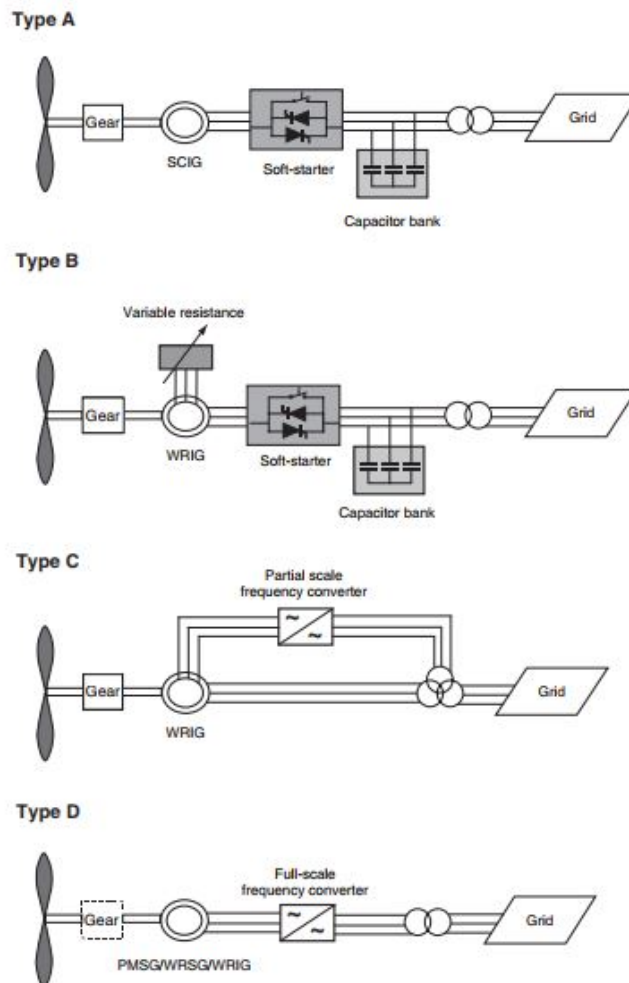 Type A
Gear
SCIG
Soft-starter
Capacitor bank
Grid
Type B
Variable resistance
Gear
WRIG
Soft-starter
Capacitor bank
Grid
Type C
Partial scale
frequency converter
~
~
Gear
WRIG
Grid
Type D
Full-scale
frequency converter
~
~
Gear
PMSG/WRSG/WRIG
Grid